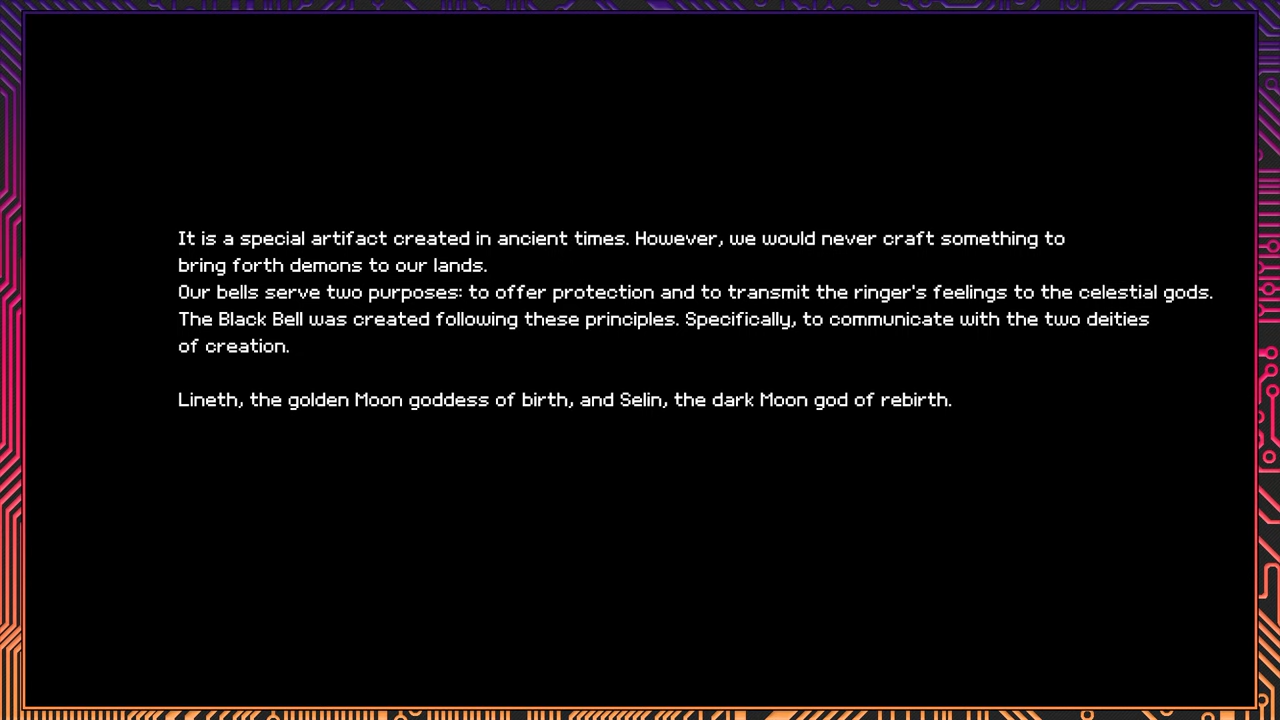 It is a special artifact created in ancient times. However, we would never craft something to
bring forth demons to our lands.
Our bells serve two purposes: to offer protection and to transmit the ringer's feelings to the celestial gods.
The Black Bell was created following these principles. Specifically, to communicate with the two deities
of creation.
Lineth, the golden Moon goddess of birth, and Selin, the dark Moon god of rebirth.